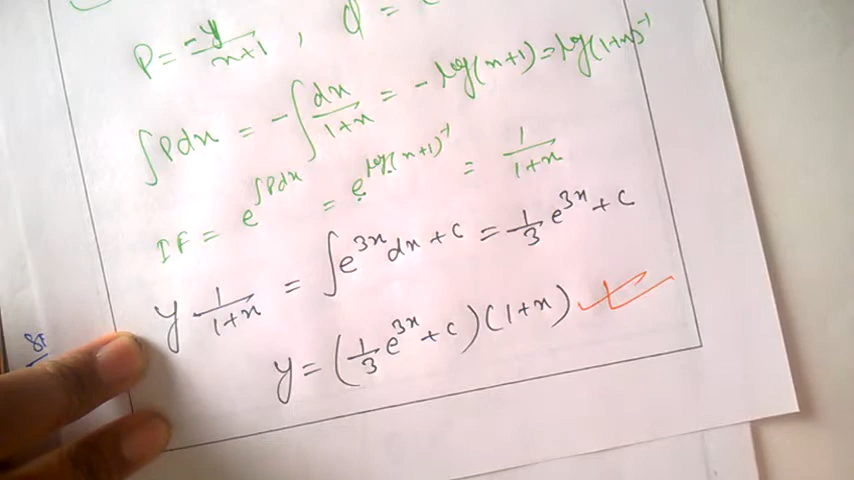 P = -y/x+1 , Q =
∫Pdx = -∫ dx/1+x = - log(x+1) = log(1+x)⁻¹
IF = e^∫Pdx = e^log(x+1)⁻¹ = 1/1+x
y 1/1+x = ∫e^3x dx + c = 1/3 e^3x + c
y = (1/3 e^3x + c)(1+x)